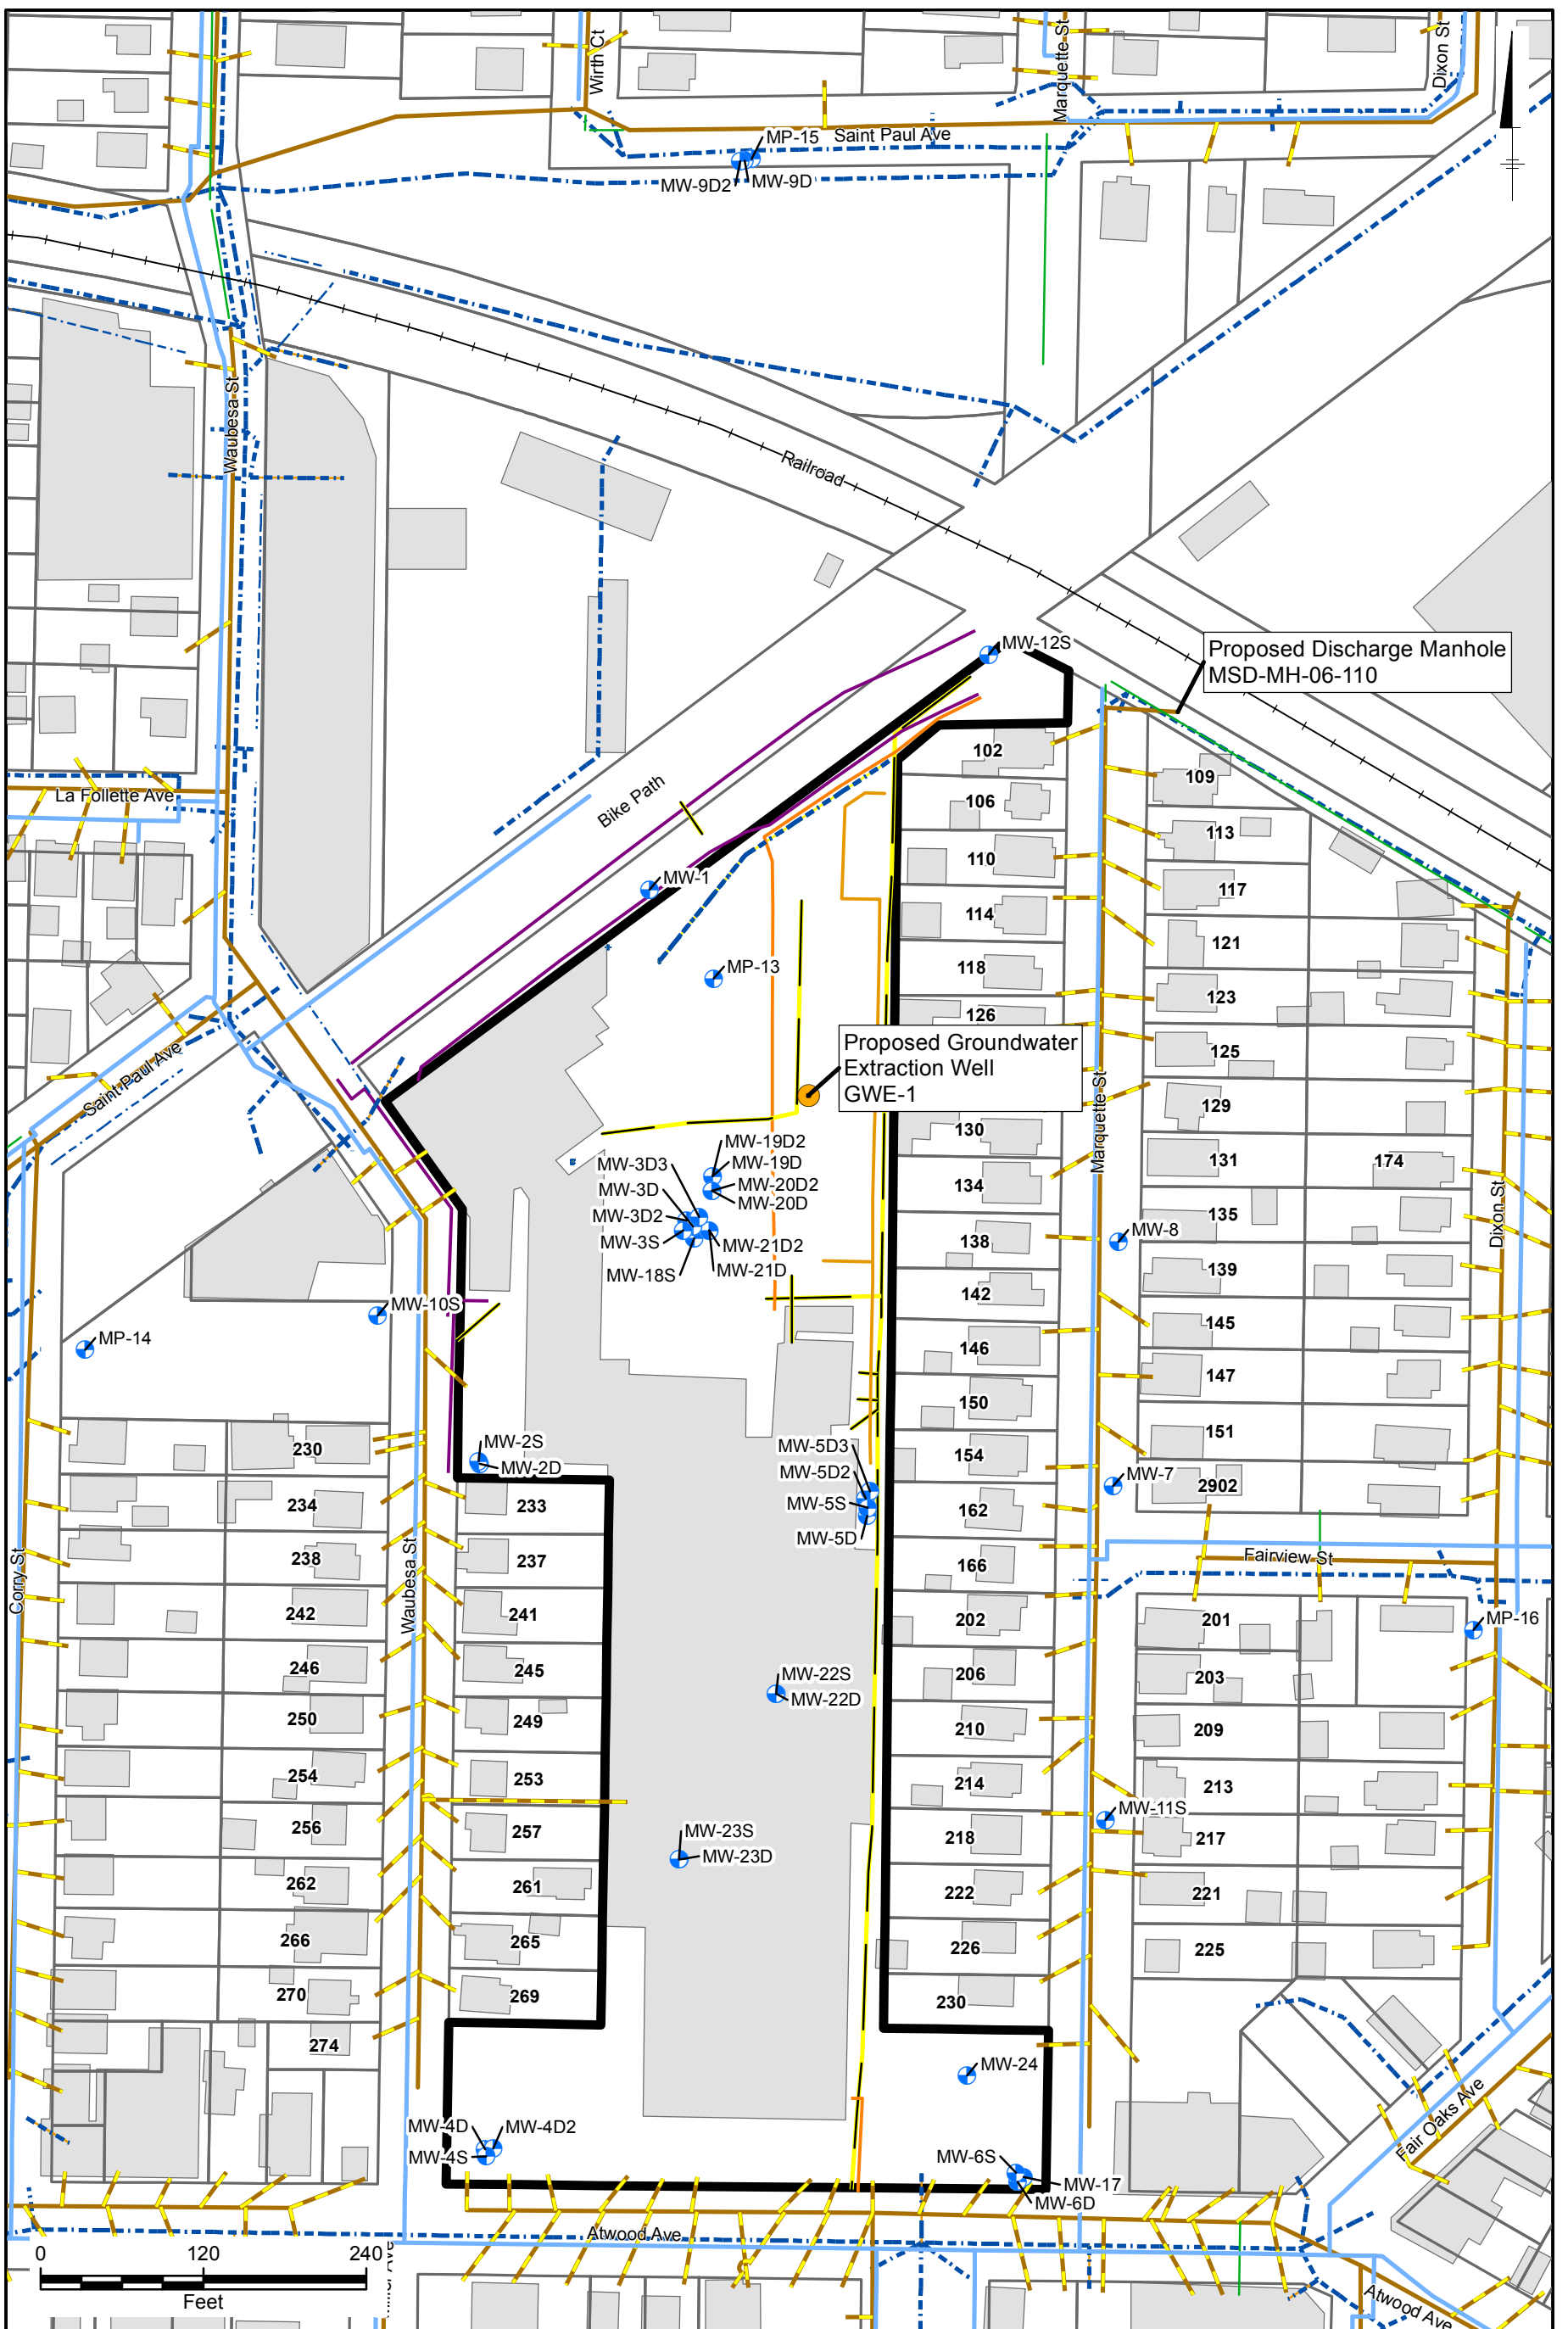 Wirth Ct
Marquette St
Dixon St
MP-15
Saint Paul Ave
MW-9D2
MW-9D
Waubesa St
Railroad
MW-12S
Proposed Discharge Manhole
MSD-MH-06-110
102
109
La Follette Ave
Bike Path
106
113
110
MW-1
117
114
121
118
MP-13
123
126
Proposed Groundwater
Extraction Well
GWE-1
125
Saint Paul Ave
Marquette St
129
130
MW-19D2
MW-19D
MW-3D3
131
174
MW-20D2
134
MW-3D
MW-20D
MW-3D2
135
Dixon St
MW-8
MW-3S
MW-21D2
138
MW-18S
MW-21D
139
142
MW-10S
145
MP-14
146
147
150
151
MW-2S
230
MW-5D3
154
MW-2D
MW-5D2
MW-7
2902
234
233
MW-5S
162
MW-5D
Fairview St
238
237
166
Corry St
Waubesa St
242
241
202
201
MP-16
246
245
MW-22S
206
203
MW-22D
250
249
210
209
254
253
214
213
MW-11S
256
257
MW-23S
218
217
MW-23D
262
261
222
221
266
265
226
225
270
269
230
274
MW-24
Fair Oaks Ave
MW-4D
MW-4D2
MW-4S
MW-6S
MW-17
MW-6D
Atwood Ave
0 120 240
Feet
Atwood Ave